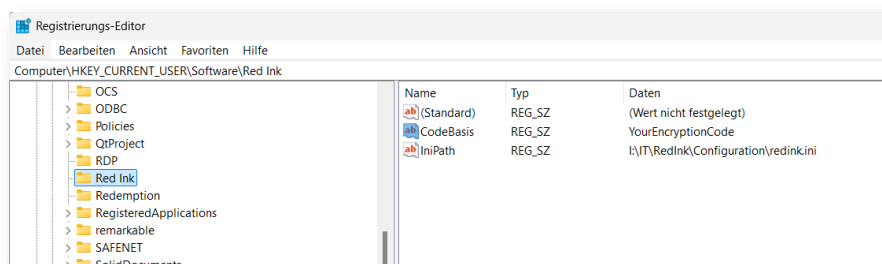 Registrierungs-Editor
Datei Bearbeiten Ansicht Favoriten Hilfe
Computer\HKEY_CURRENT_USER\Software\Red Ink
OCS
ODBC
Policies
QtProject
RDP
Red Ink
Redemption
RegisteredApplications
remarkable
SAFENET
SolidDocuments
Name Typ Daten
(Standard) REG_SZ (Wert nicht festgelegt)
CodeBasis REG_SZ YourEncryptionCode
IniPath REG_SZ I:\IT\RedInk\Configuration\redink.ini